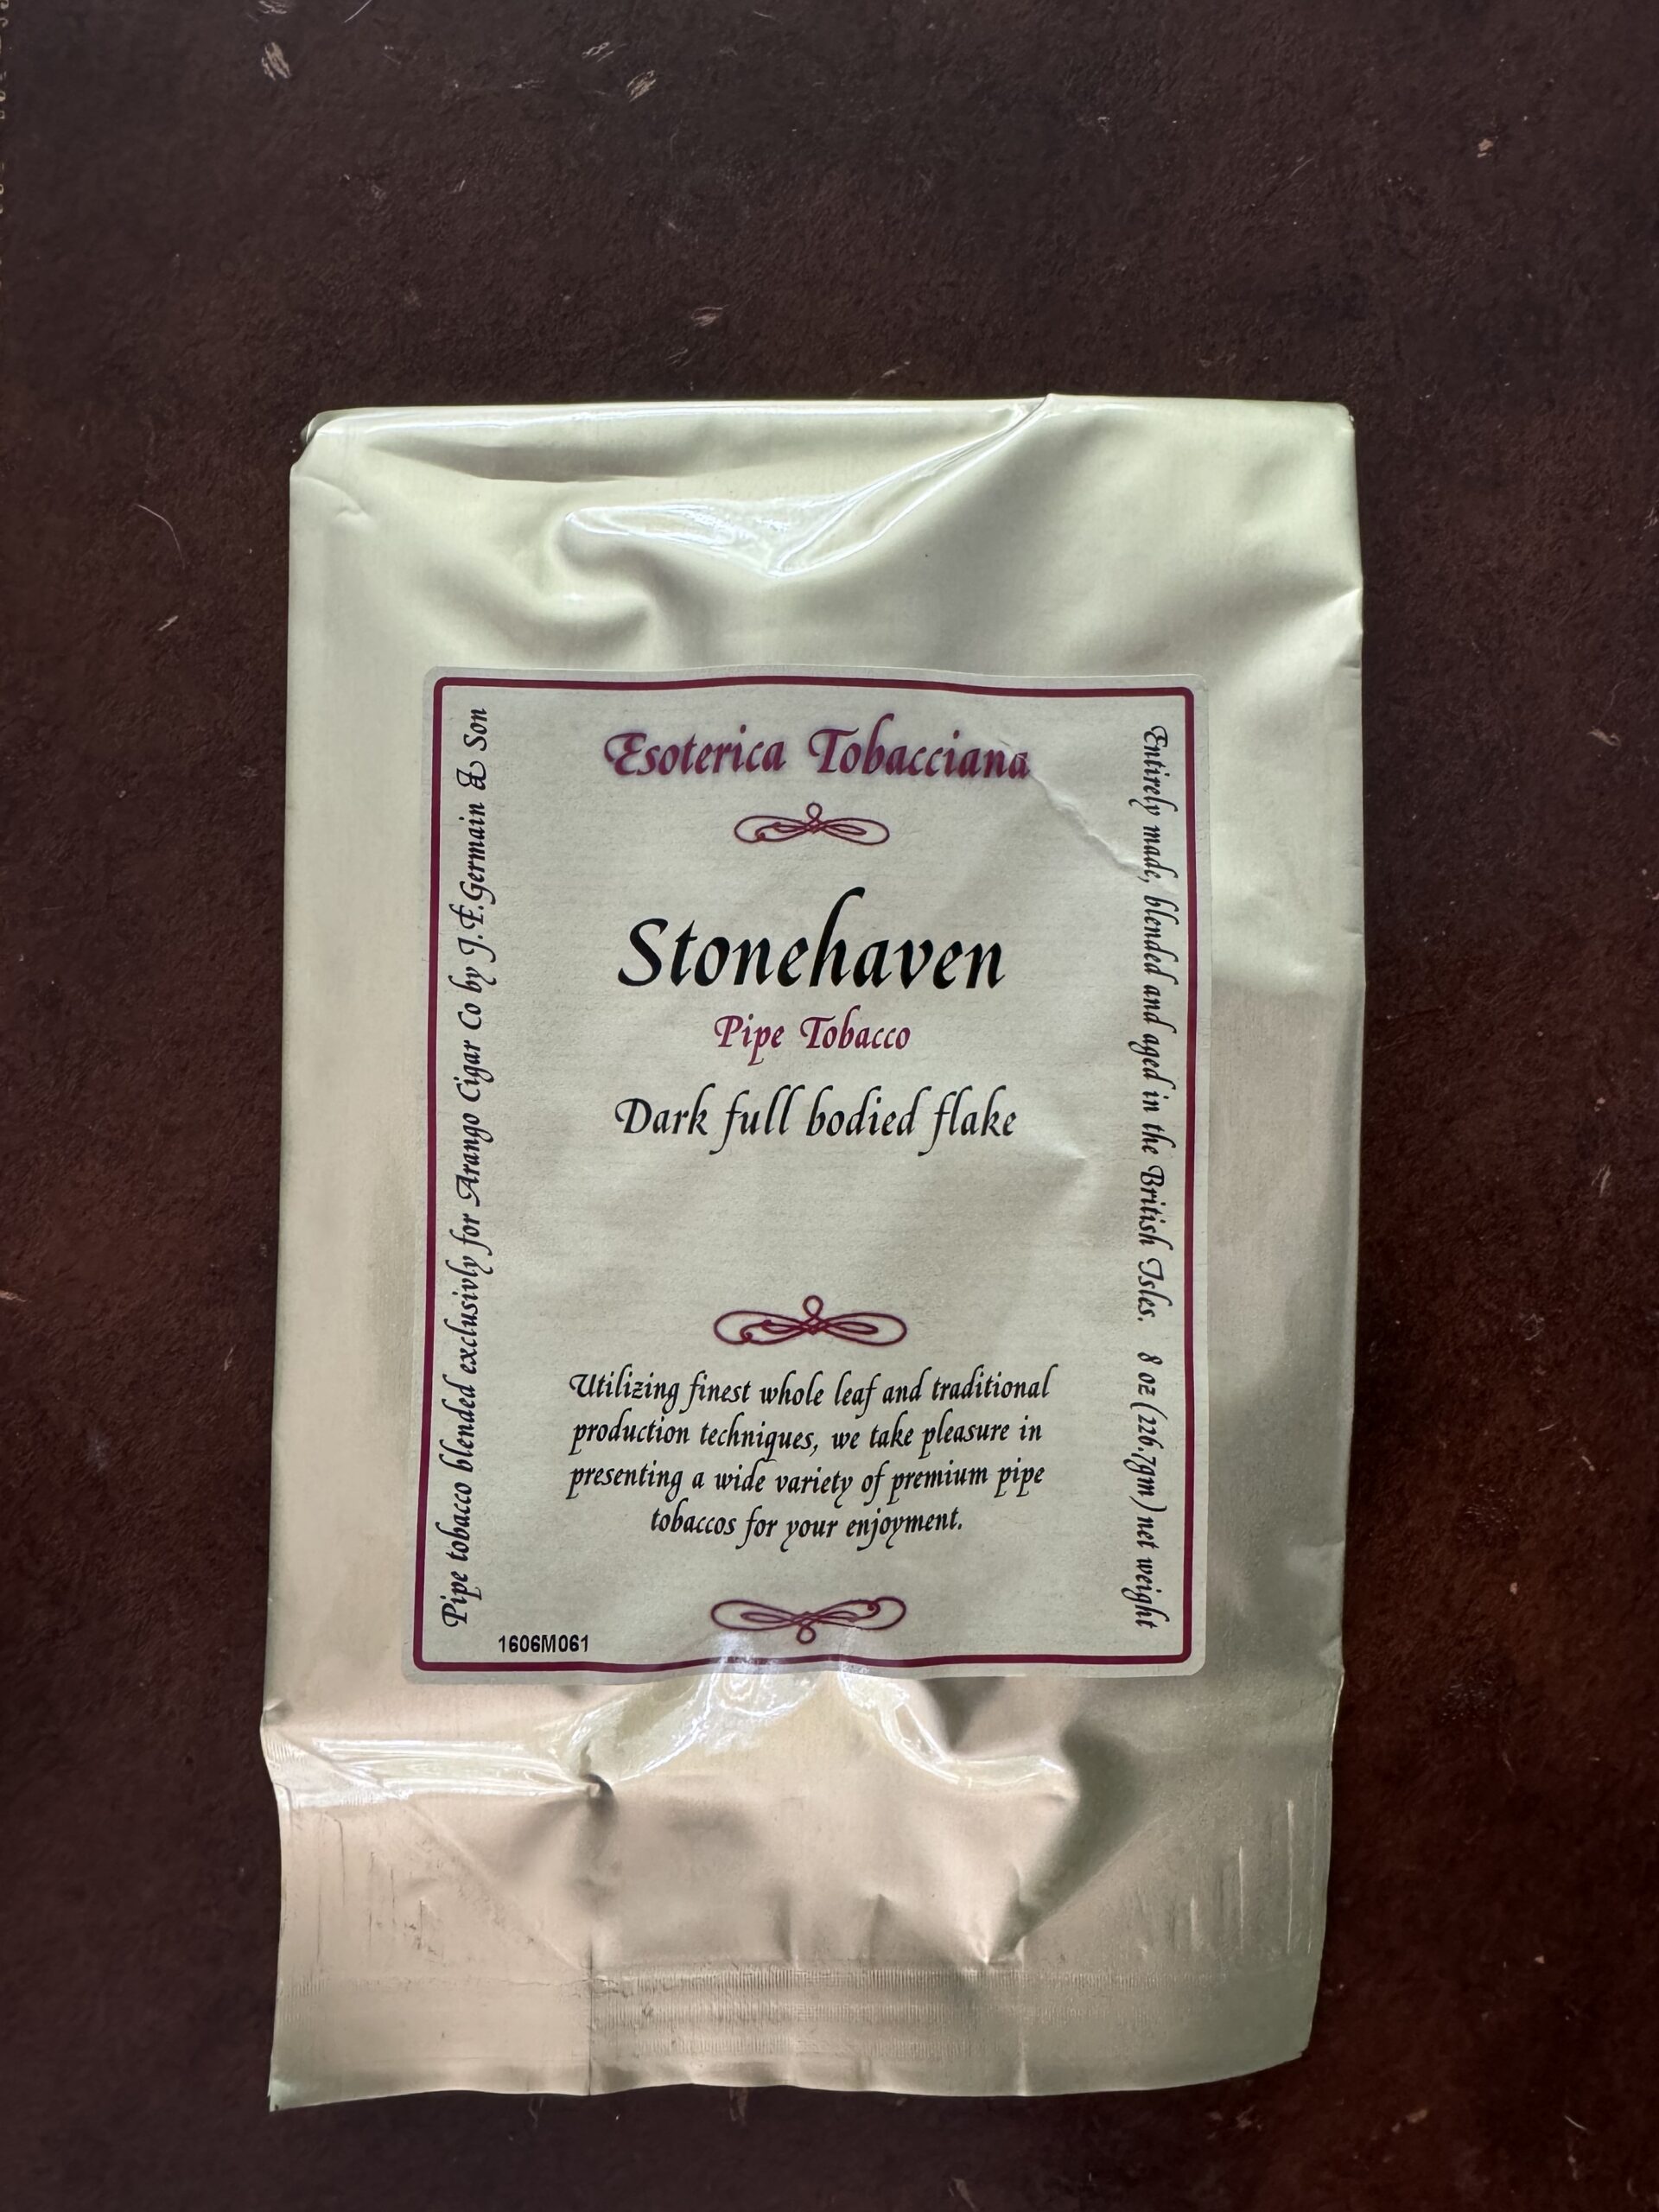 Esoterica Tobacciana
Stonehaven
Pipe Tobacco
Dark full bodied flake
Utilizing finest whole leaf and traditional
production techniques, we take pleasure in
presenting a wide variety of premium pipe
tobaccos for your enjoyment.
1606M061
Pipe tobacco blended exclusivly for Arango Cigar Co by J.F.Germain & Son
Entirely made, blended and aged in the British Isles. 8 oz (226.7gm) net weight